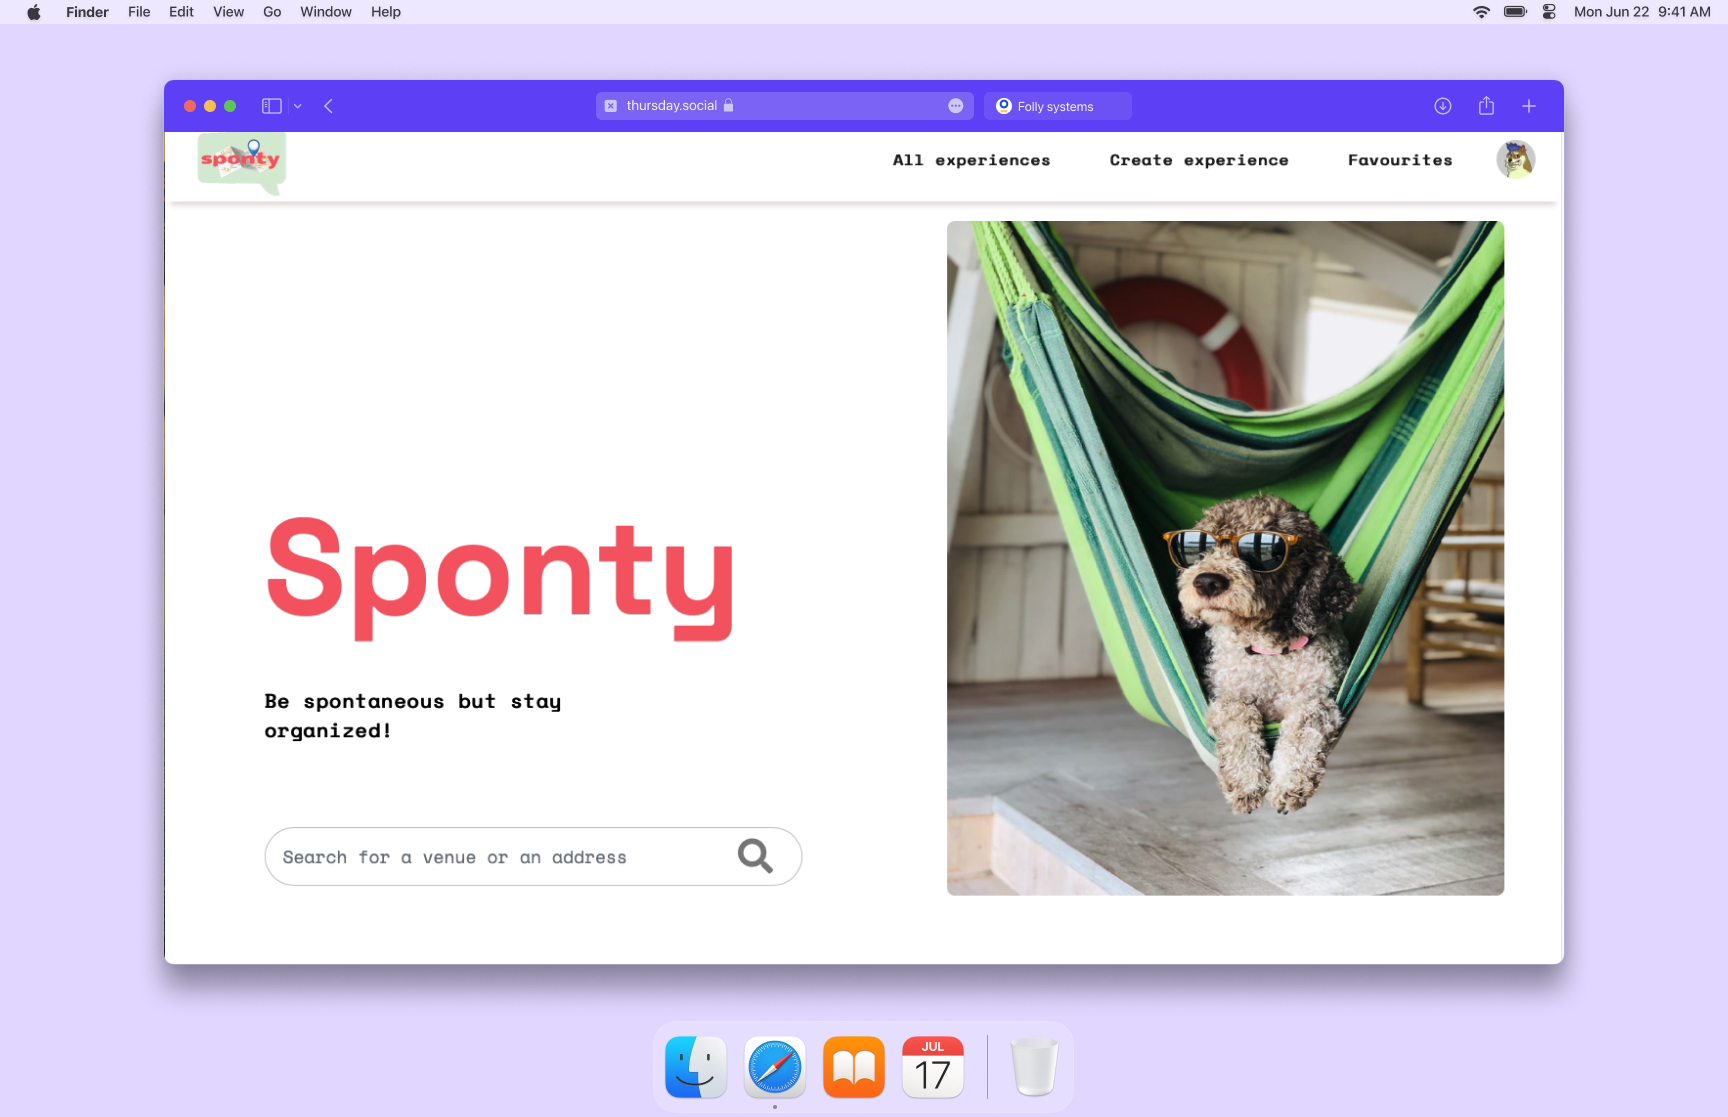 Finder File Edit View Go Window Help
Mon Jun 22 9:41 AM
thursday.social
Folly systems
sponty
All experiences Create experience Favourites
Sponty
Be spontaneous but stay
organized!
Search for a venue or an address
JUL
17